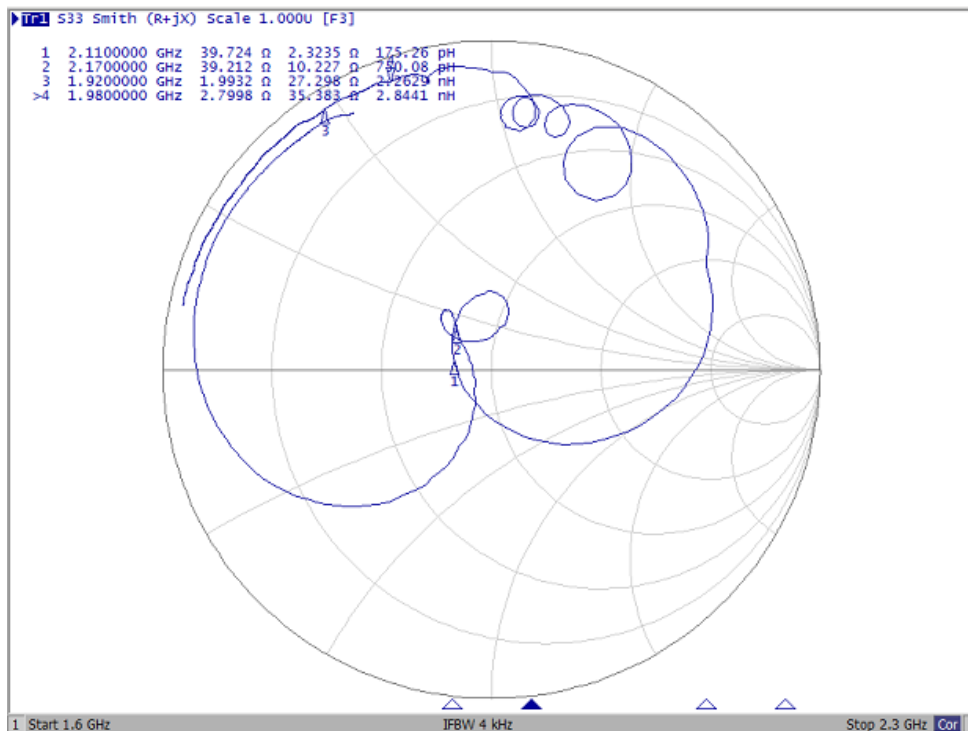 Tr1 S33 Smith (R+jX) Scale 1.000U [F3]
1 2.1100000 GHz 39.724 Ω 2.3235 Ω 175.26 pH
2 2.1700000 GHz 39.212 Ω 10.227 Ω 750.08 pH
3 1.9200000 GHz 1.9932 Ω 27.298 Ω 2.2629 nH
>4 1.9800000 GHz 2.7998 Ω 35.383 Ω 2.8441 nH
3
2
1
1 Start 1.6 GHz IFBW 4 kHz Stop 2.3 GHz Cor